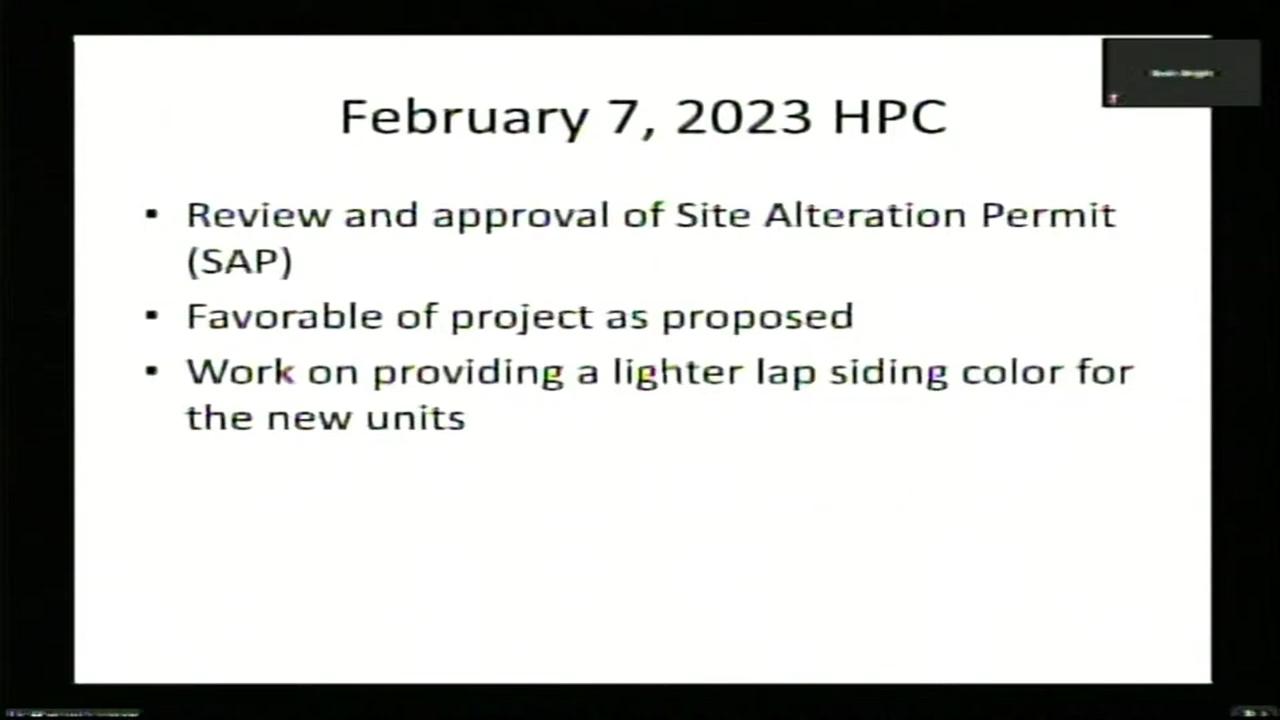 February 7, 2023 HPC
▪ Review and approval of Site Alteration Permit
(SAP)
▪ Favorable of project as proposed
▪ Work on providing a lighter lap siding color for
the new units